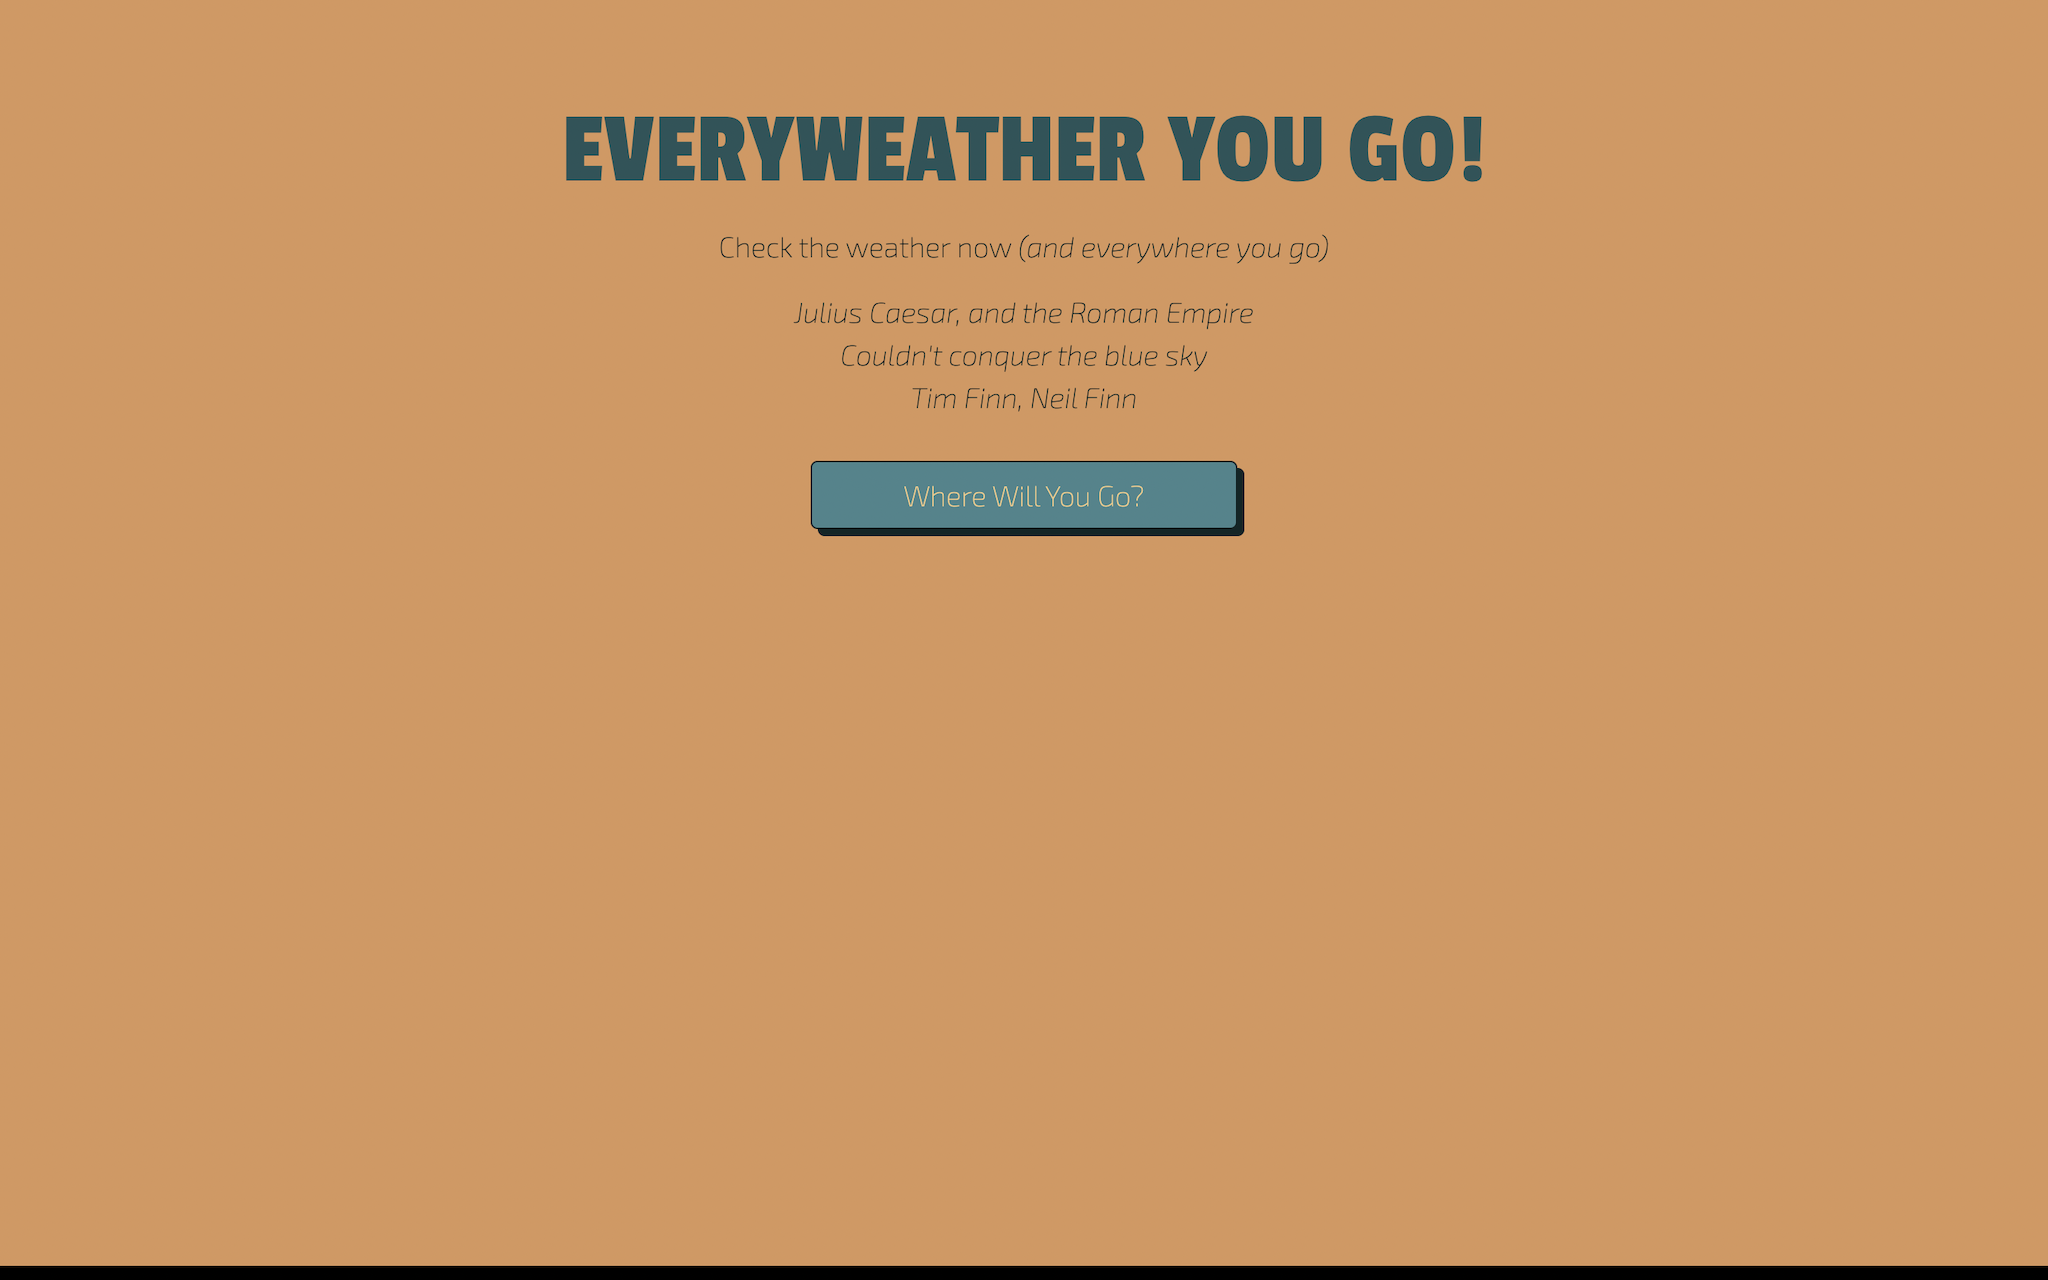 EVERYWEATHER YOU GO!
Check the weather now (and everywhere you go)
Julius Caesar, and the Roman Empire
Couldn't conquer the blue sky
Tim Finn, Neil Finn
Where Will You Go?